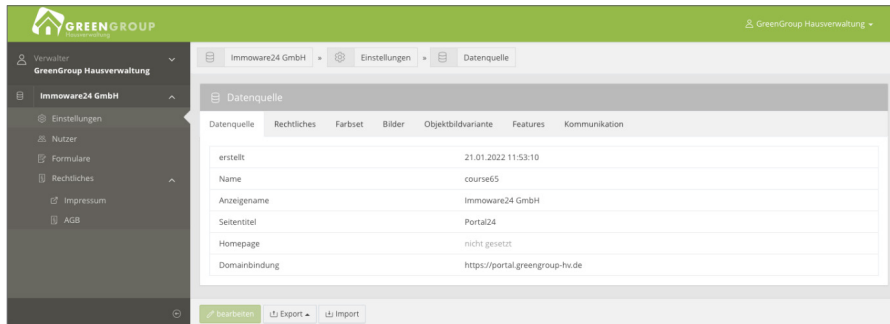 GREENGROUP
Hausverwaltung
GreenGroup Hausverwaltung
Verwalter
GreenGroup Hausverwaltung
Immoware24 GmbH
Einstellungen
Nutzer
Formulare
Rechtliches
Impressum
AGB
Immoware24 GmbH » Einstellungen » Datenquelle
Datenquelle
Datenquelle Rechtliches Farbset Bilder Objektbildvariante Features Kommunikation
erstellt 21.01.2022 11:53:10
Name course65
Anzeigename Immoware24 GmbH
Seitentitel Portal24
Homepage nicht gesetzt
Domainbindung https://portal.greengroup-hv.de
bearbeiten Export Import